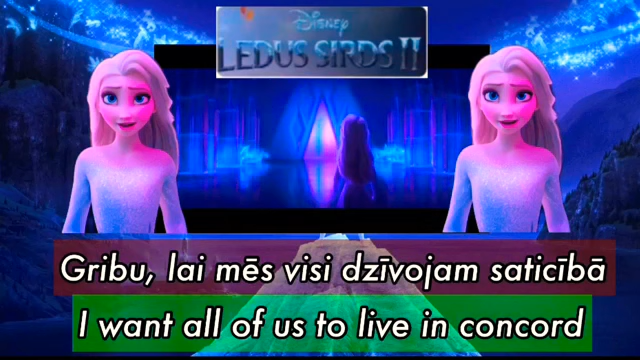 Disney
LEDUS SIRDS II
Gribu, lai mēs visi dzīvojam saticībā
I want all of us to live in concord